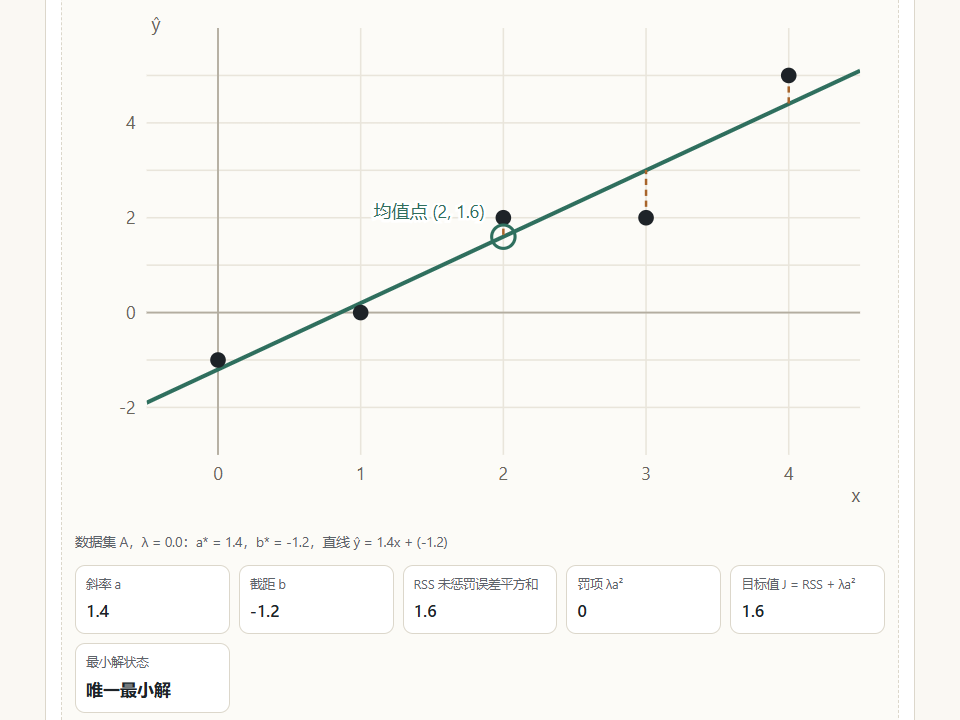 ŷ
4
均值点 (2, 1.6)
2
0
-2
0 1 2 3 4
x
数据集 A，λ = 0.0：a* = 1.4，b* = -1.2，直线 ŷ = 1.4x + (-1.2)
斜率 a
1.4
截距 b
-1.2
RSS 未惩罚误差平方和
1.6
罚项 λa²
0
目标值 J = RSS + λa²
1.6
最小解状态
唯一最小解